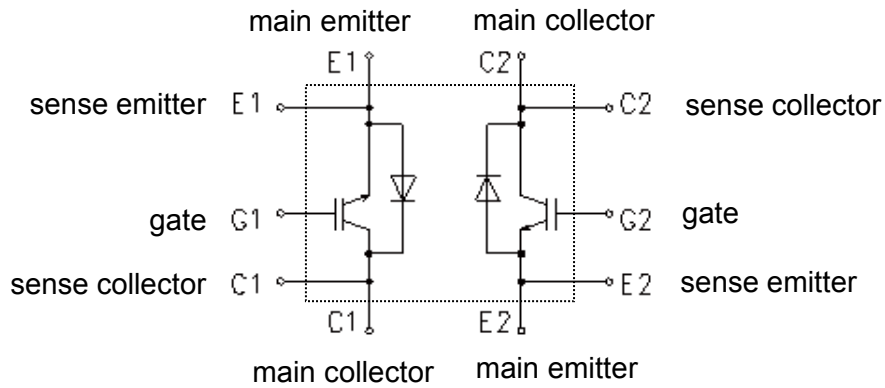 main emitter main collector
E1 C2
sense emitter E1 C2 sense collector
gate G1 G2 gate
sense collector C1 E2 sense emitter
C1 E2
main collector main emitter